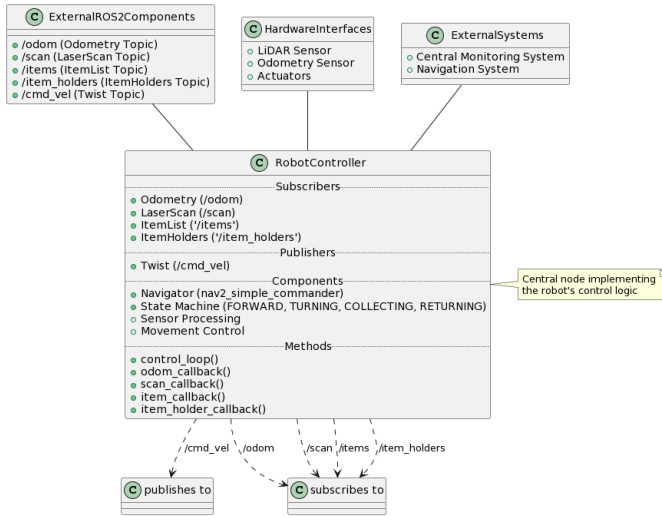 C ExternalROS2Components
/odom (Odometry Topic)
/scan (LaserScan Topic)
/items (ItemList Topic)
/item_holders (ItemHolders Topic)
/cmd_vel (Twist Topic)
C HardwareInterfaces
LiDAR Sensor
Odometry Sensor
Actuators
C ExternalSystems
Central Monitoring System
Navigation System
C RobotController
Subscribers
Odometry (/odom)
LaserScan (/scan)
ItemList ('/items')
ItemHolders ('/item_holders')
Publishers
Twist (/cmd_vel)
Components
Navigator (nav2_simple_commander)
State Machine (FORWARD, TURNING, COLLECTING, RETURNING)
Sensor Processing
Movement Control
Methods
control_loop()
odom_callback()
scan_callback()
item_callback()
item_holder_callback()
Central node implementing
the robot's control logic
/cmd_vel
/odom
/scan
/items
/item_holders
C publishes to
C subscribes to